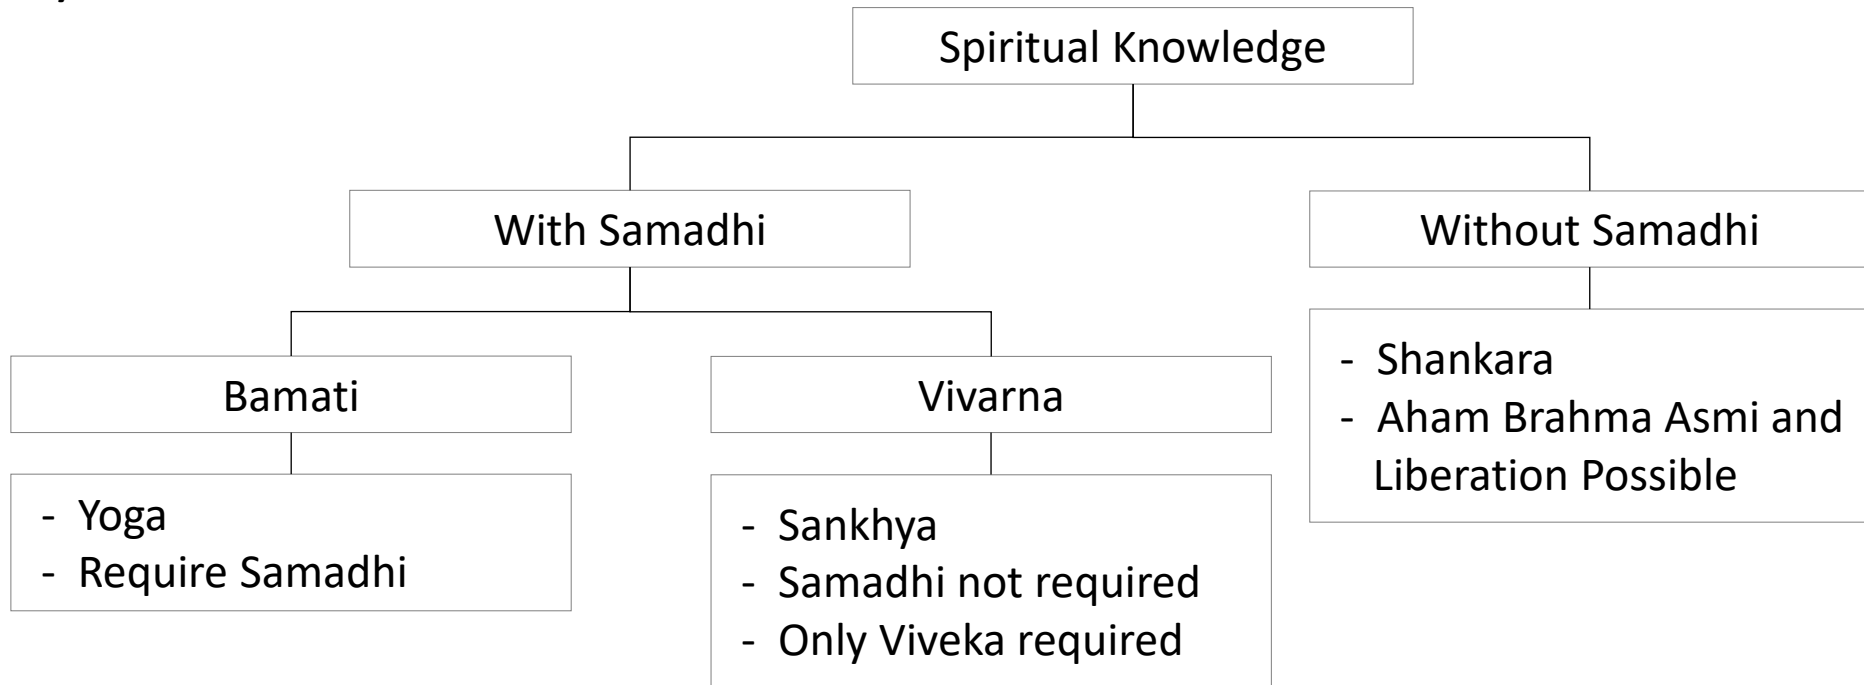 Spiritual Knowledge
With Samadhi
Without Samadhi
Bamati
Vivarna
- Yoga
- Require Samadhi
- Sankhya
- Samadhi not required
- Only Viveka required
- Shankara
- Aham Brahma Asmi and
Liberation Possible